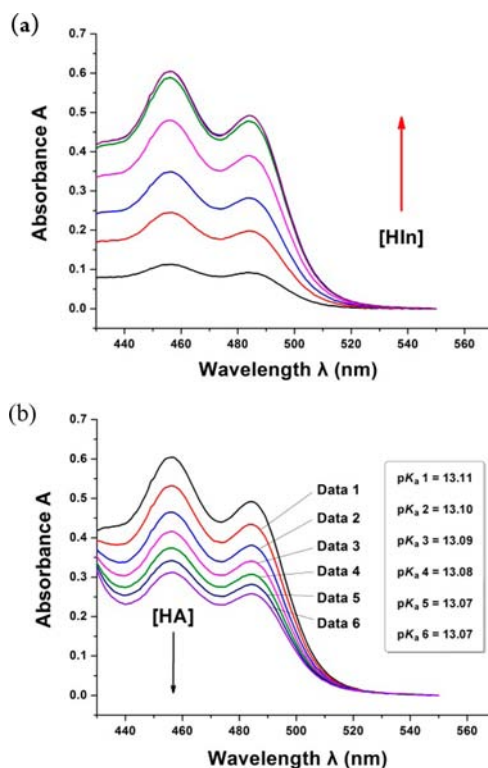 (a)
0.7
0.6
0.5
0.4
0.3
0.2
0.1
0.0
Absorbance A
[HIn]
440 460 480 500 520 540 560
Wavelength λ (nm)
(b)
0.7
0.6
0.5
0.4
0.3
0.2
0.1
0.0
Absorbance A
Data 1
Data 2
Data 3
Data 4
Data 5
Data 6
[HA]
pKa 1 = 13.11
pKa 2 = 13.10
pKa 3 = 13.09
pKa 4 = 13.08
pKa 5 = 13.07
pKa 6 = 13.07
440 460 480 500 520 540 560
Wavelength λ (nm)